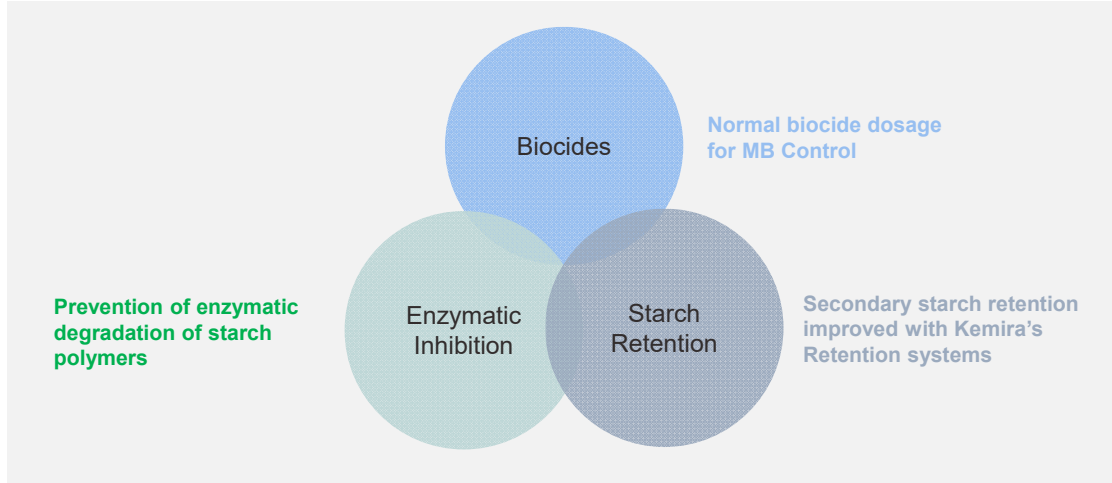 Biocides
Normal biocide dosage
for MB Control
Prevention of enzymatic
degradation of starch
polymers
Enzymatic
Inhibition
Starch
Retention
Secondary starch retention
improved with Kemira’s
Retention systems